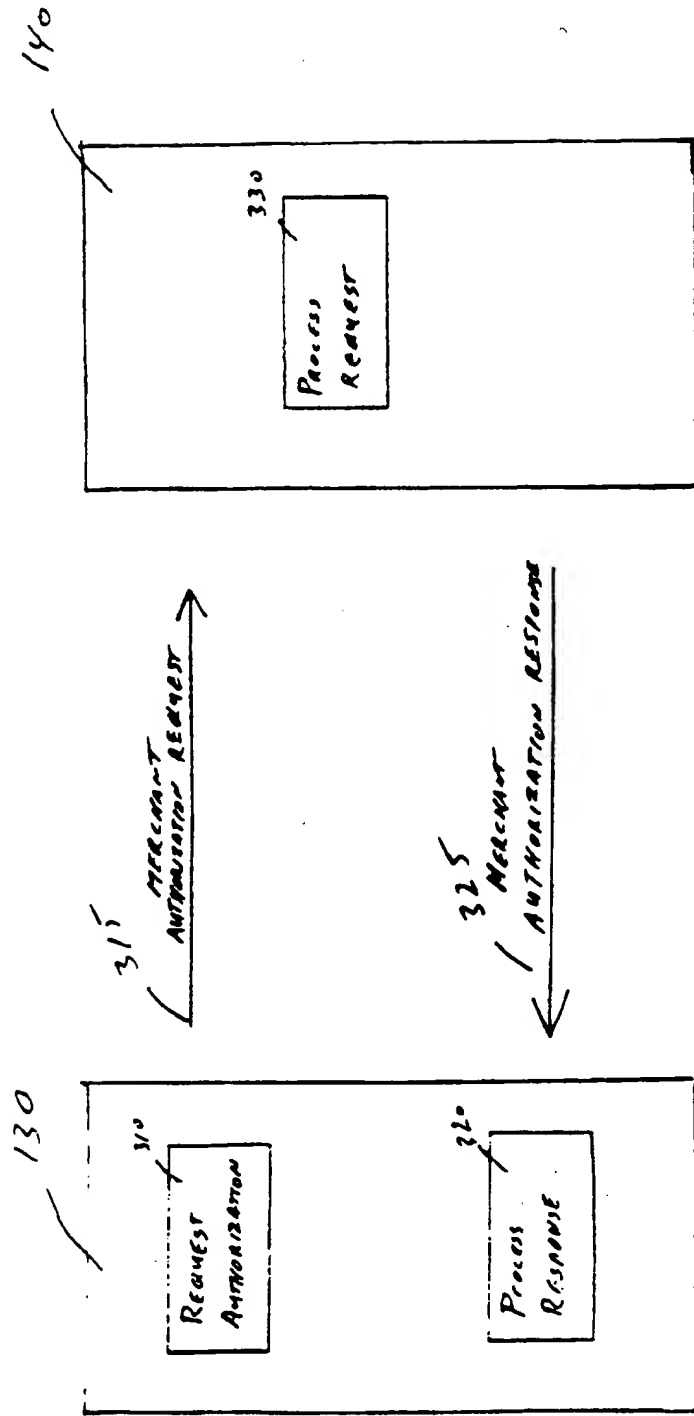 130
310
REQUEST
AUTHORIZATION
320
PROCESS
RESPONSE
315
MERCHANT
AUTHORIZATION REQUEST
325
MERCHANT
AUTHORIZATION RESPONSE
140
330
PROCESS
REQUEST